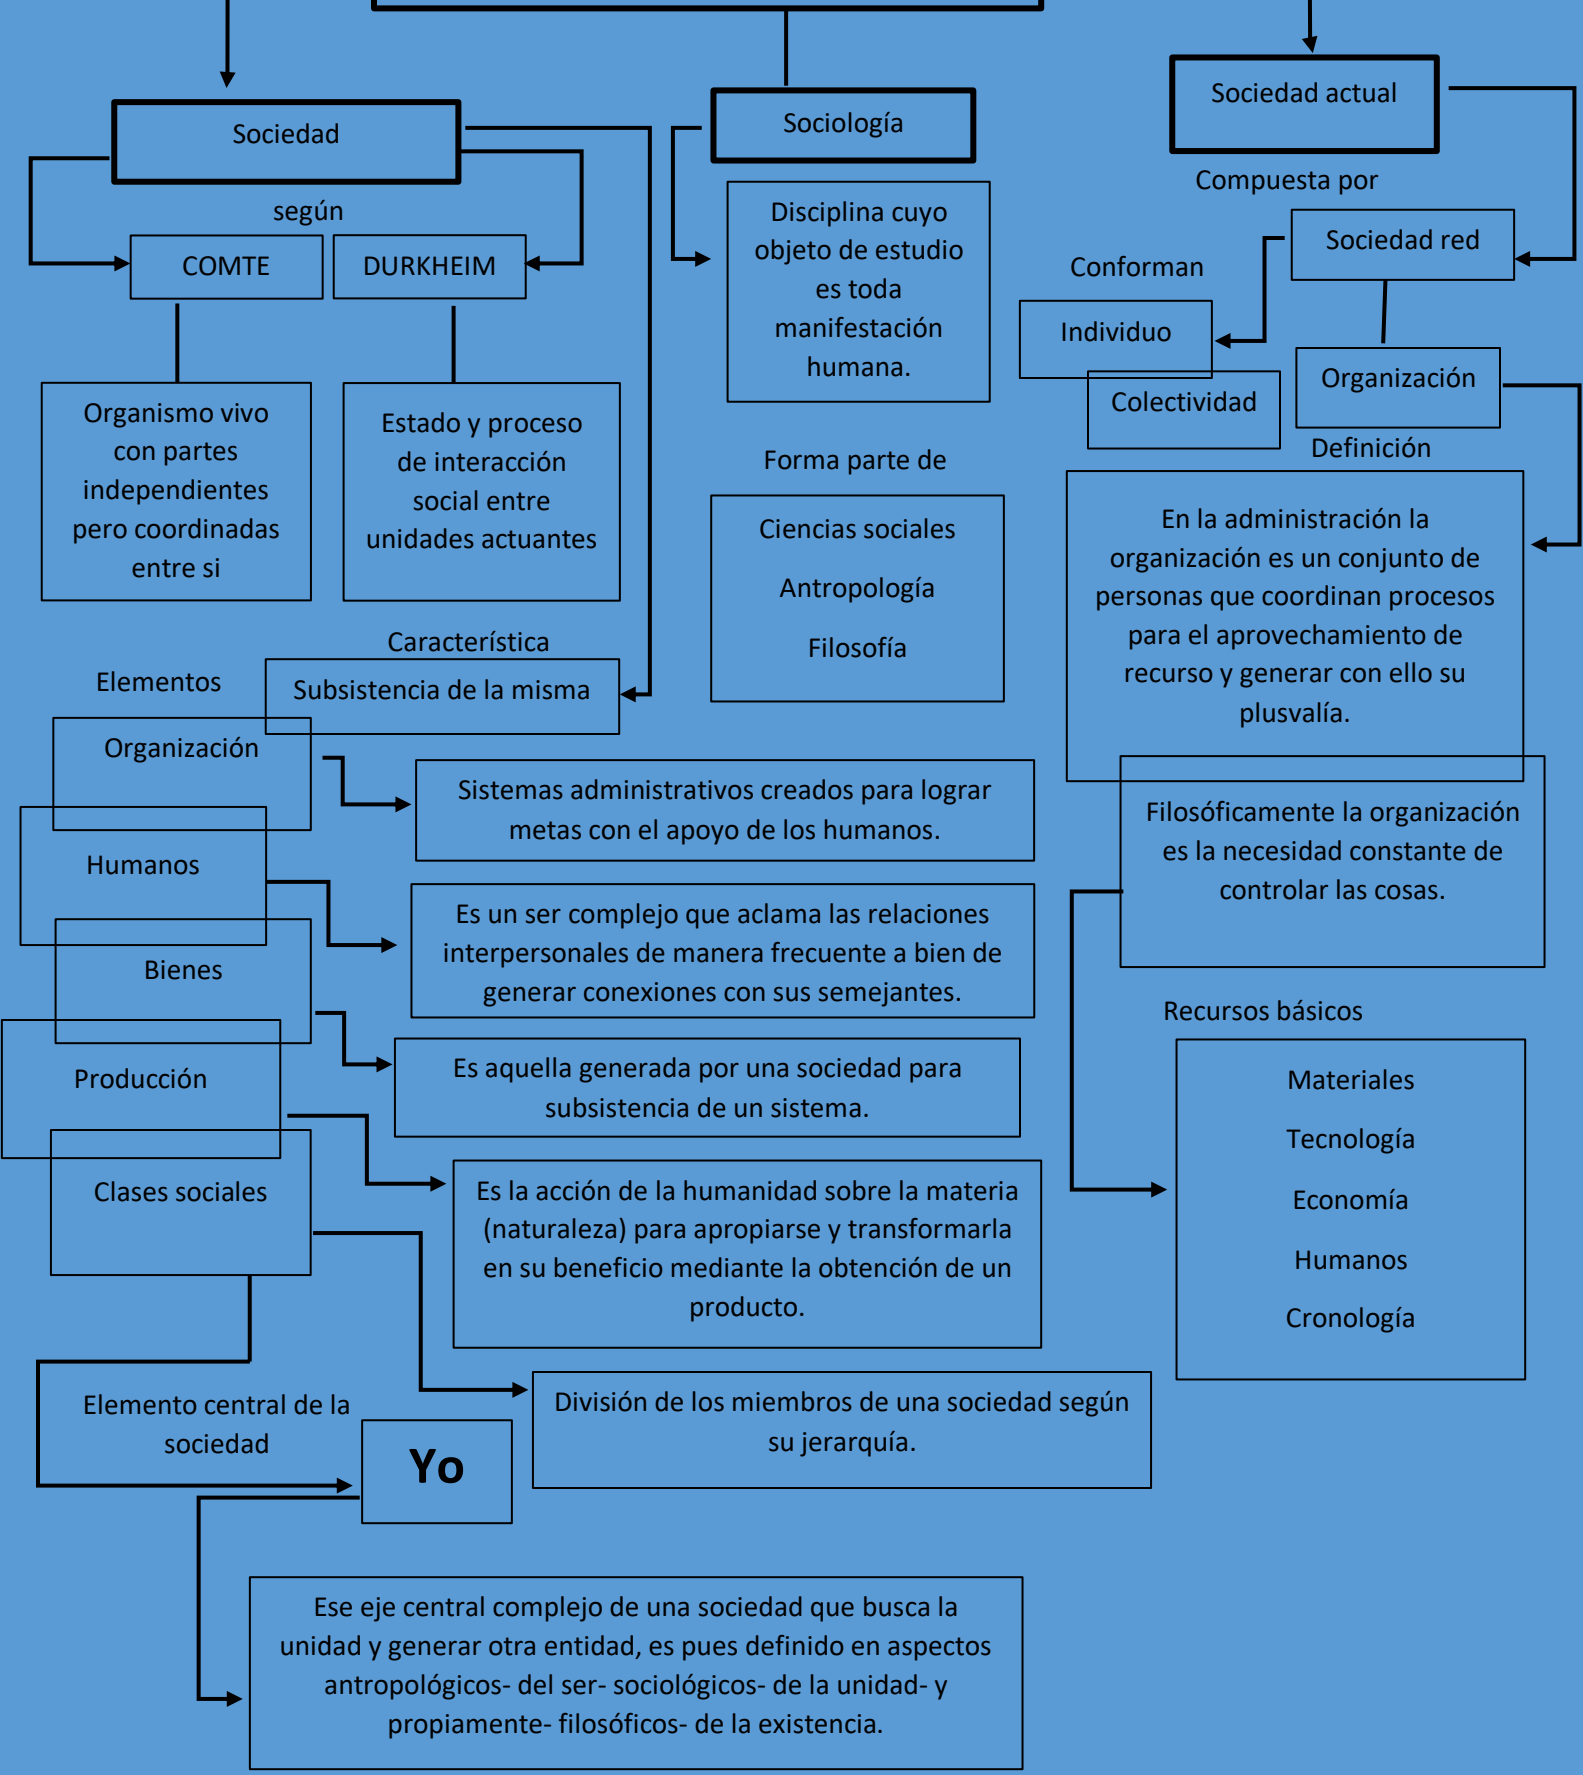 Sociedad
según
COMTE
DURKHEIM
Organismo vivo
con partes
independientes
pero coordinadas
entre si
Estado y proceso
de interacción
social entre
unidades actuantes
Característica
Subsistencia de la misma
Elementos
Organización
Sistemas administrativos creados para lograr
metas con el apoyo de los humanos.
Humanos
Es un ser complejo que aclama las relaciones
interpersonales de manera frecuente a bien de
generar conexiones con sus semejantes.
Bienes
Es aquella generada por una sociedad para
subsistencia de un sistema.
Producción
Es la acción de la humanidad sobre la materia
(naturaleza) para apropiarse y transformarla
en su beneficio mediante la obtención de un
producto.
Clases sociales
División de los miembros de una sociedad según
su jerarquía.
Elemento central de la
sociedad
Yo
Ese eje central complejo de una sociedad que busca la
unidad y generar otra entidad, es pues definido en aspectos
antropológicos- del ser- sociológicos- de la unidad- y
propiamente- filosóficos- de la existencia.
Sociología
Disciplina cuyo
objeto de estudio
es toda
manifestación
humana.
Forma parte de
Ciencias sociales
Antropología
Filosofía
Sociedad actual
Compuesta por
Sociedad red
Conforman
Individuo
Colectividad
Organización
Definición
En la administración la
organización es un conjunto de
personas que coordinan procesos
para el aprovechamiento de
recurso y generar con ello su
plusvalía.
Filosóficamente la organización
es la necesidad constante de
controlar las cosas.
Recursos básicos
Materiales
Tecnología
Economía
Humanos
Cronología